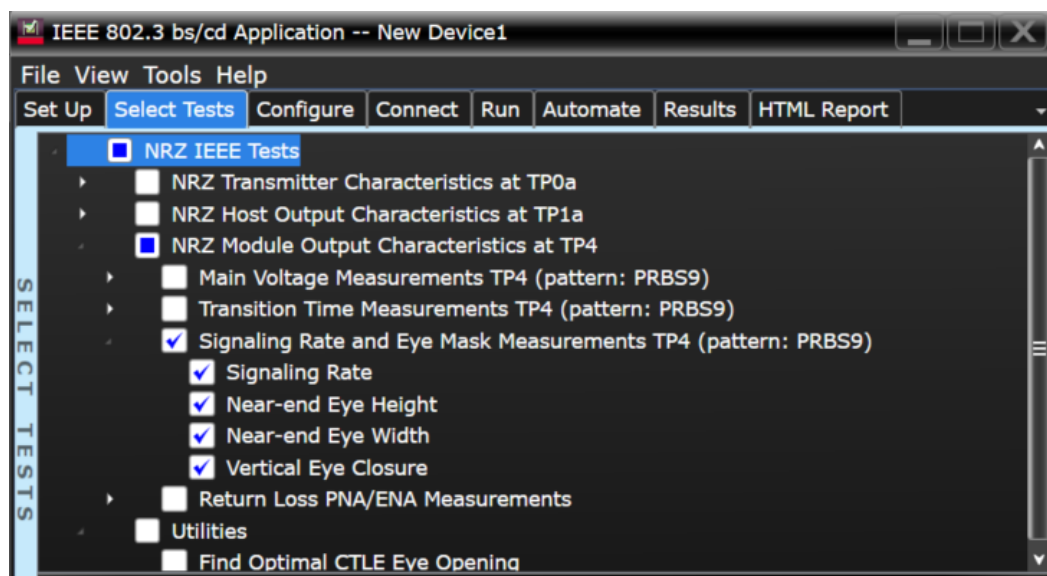 IEEE 802.3 bs/cd Application -- New Device1
File View Tools Help
Set Up Select Tests Configure Connect Run Automate Results HTML Report
SELECT TESTS
NRZ IEEE Tests
NRZ Transmitter Characteristics at TP0a
NRZ Host Output Characteristics at TP1a
NRZ Module Output Characteristics at TP4
Main Voltage Measurements TP4 (pattern: PRBS9)
Transition Time Measurements TP4 (pattern: PRBS9)
Signaling Rate and Eye Mask Measurements TP4 (pattern: PRBS9)
Signaling Rate
Near-end Eye Height
Near-end Eye Width
Vertical Eye Closure
Return Loss PNA/ENA Measurements
Utilities
Find Optimal CTLE Eye Opening